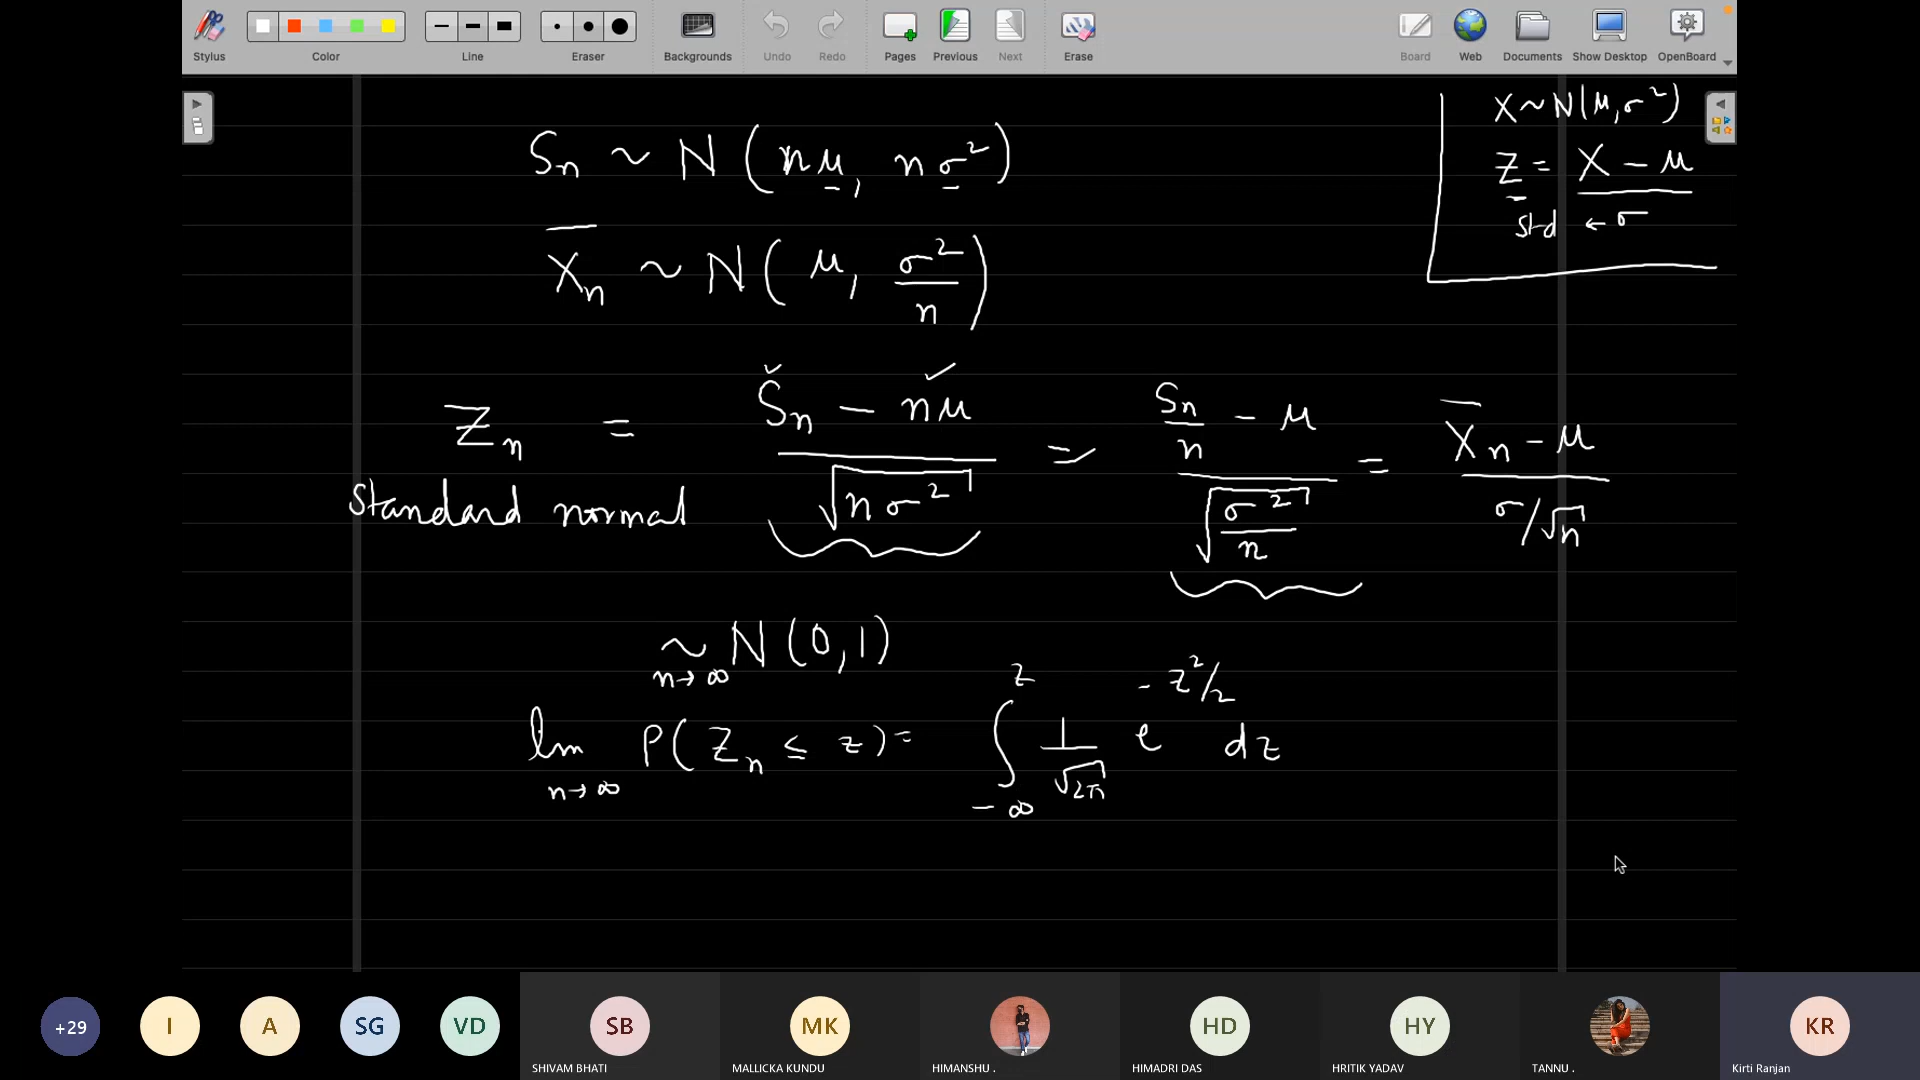 Stylus Color Line Eraser Backgrounds Undo Redo Pages Previous Next Erase Board Web Documents Show Desktop OpenBoard
X ~ N(μ, σ²)
Z = X - μ
std ← σ
Sn ~ N(nμ, nσ²)
X̄n ~ N(μ, σ²/n)
Zn = (Sn - nμ)/√(nσ²) = (Sn/n - μ)/√(σ²/n) = (X̄n - μ)/(σ/√n)
Standard normal
~ N(0,1)
n→∞
lim P(Zn ≤ z) = ∫ 1/√2π e^(-z²/2) dz
n→∞ -∞ z
+29 I A SG VD SB MK HD HY KR
SHIVAM BHATI MALLICKA KUNDU HIMANSHU . HIMADRI DAS HRITIK YADAV TANNU . Kirti Ranjan